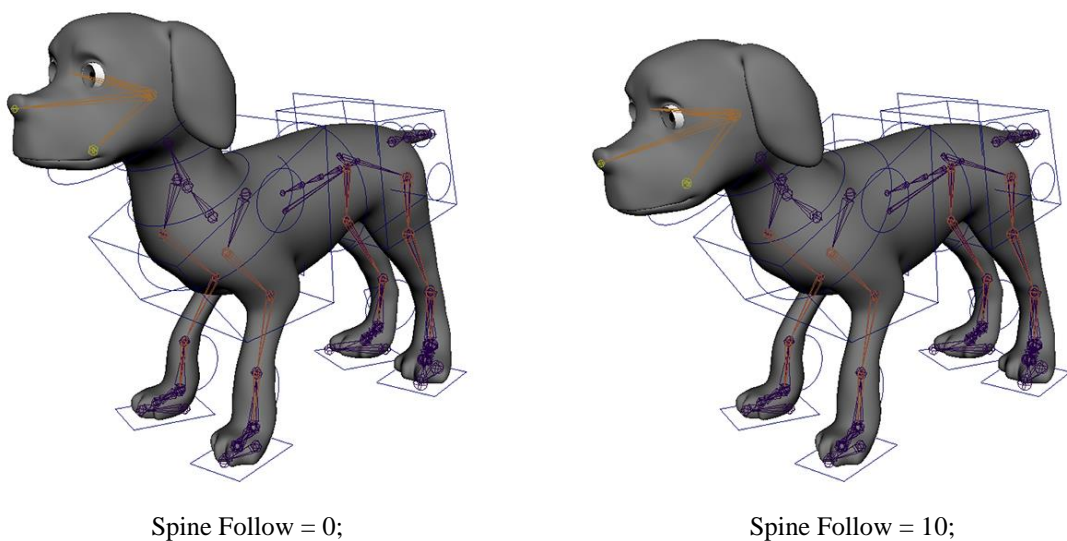 Spine Follow = 0;
Spine Follow = 10;